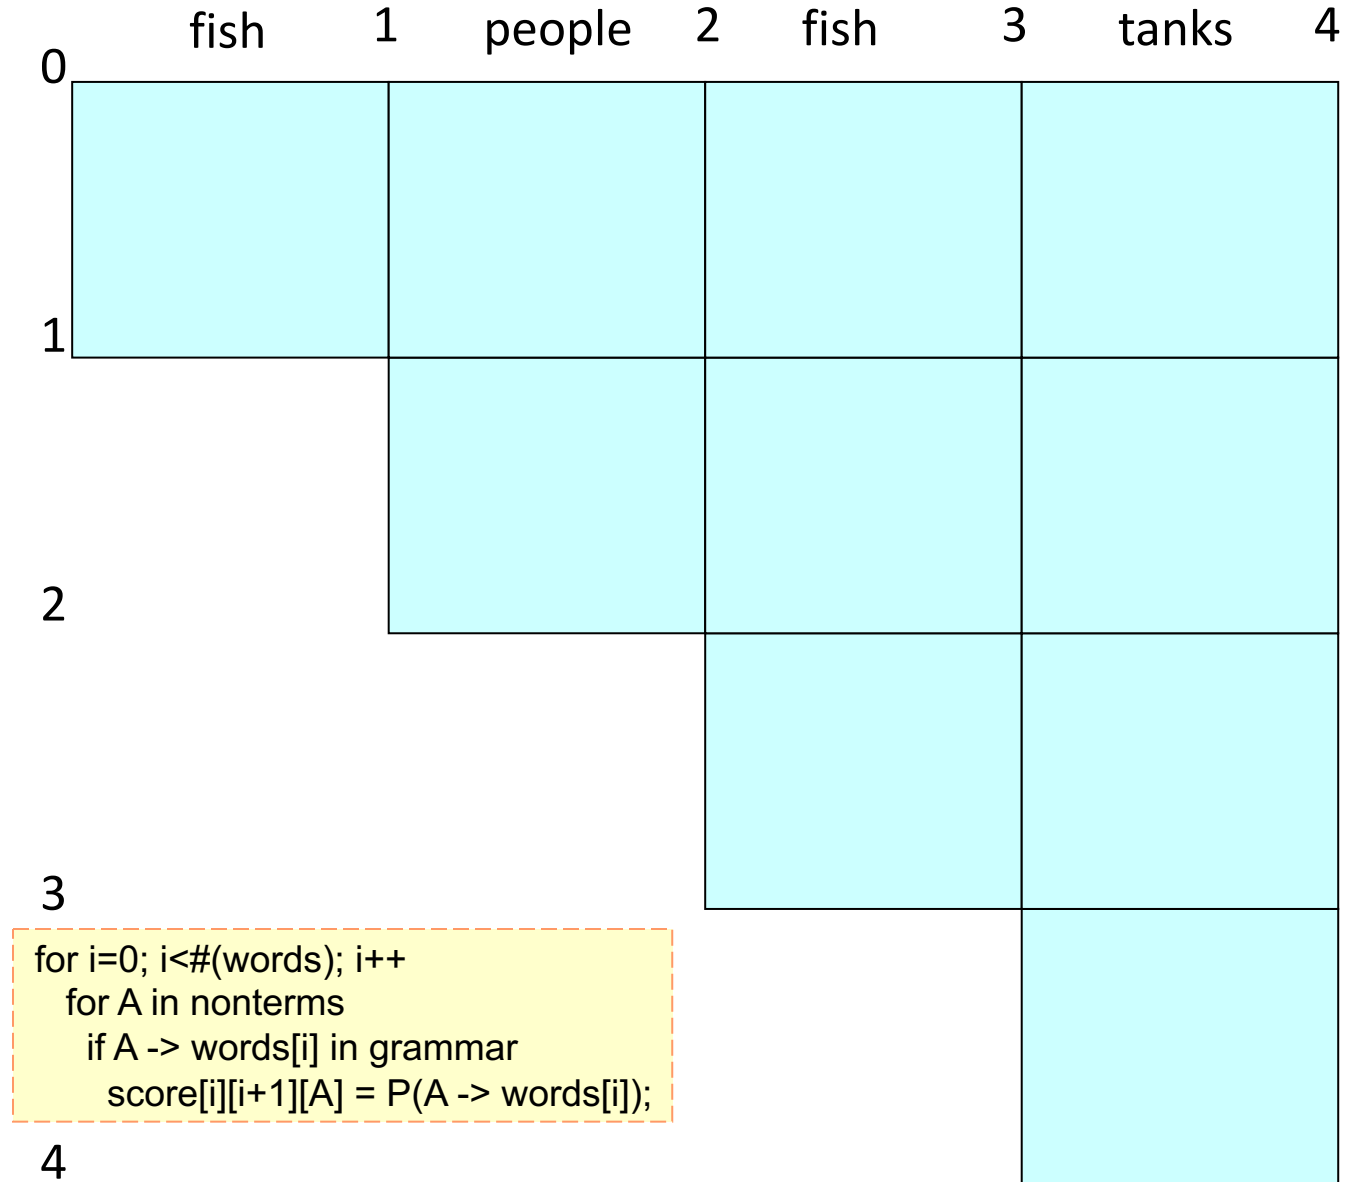 fish 1 people 2 fish 3 tanks 4
0
1
2
3
for i=0; i<#(words); i++
for A in nonterms
if A -> words[i] in grammar
score[i][i+1][A] = P(A -> words[i]);
4